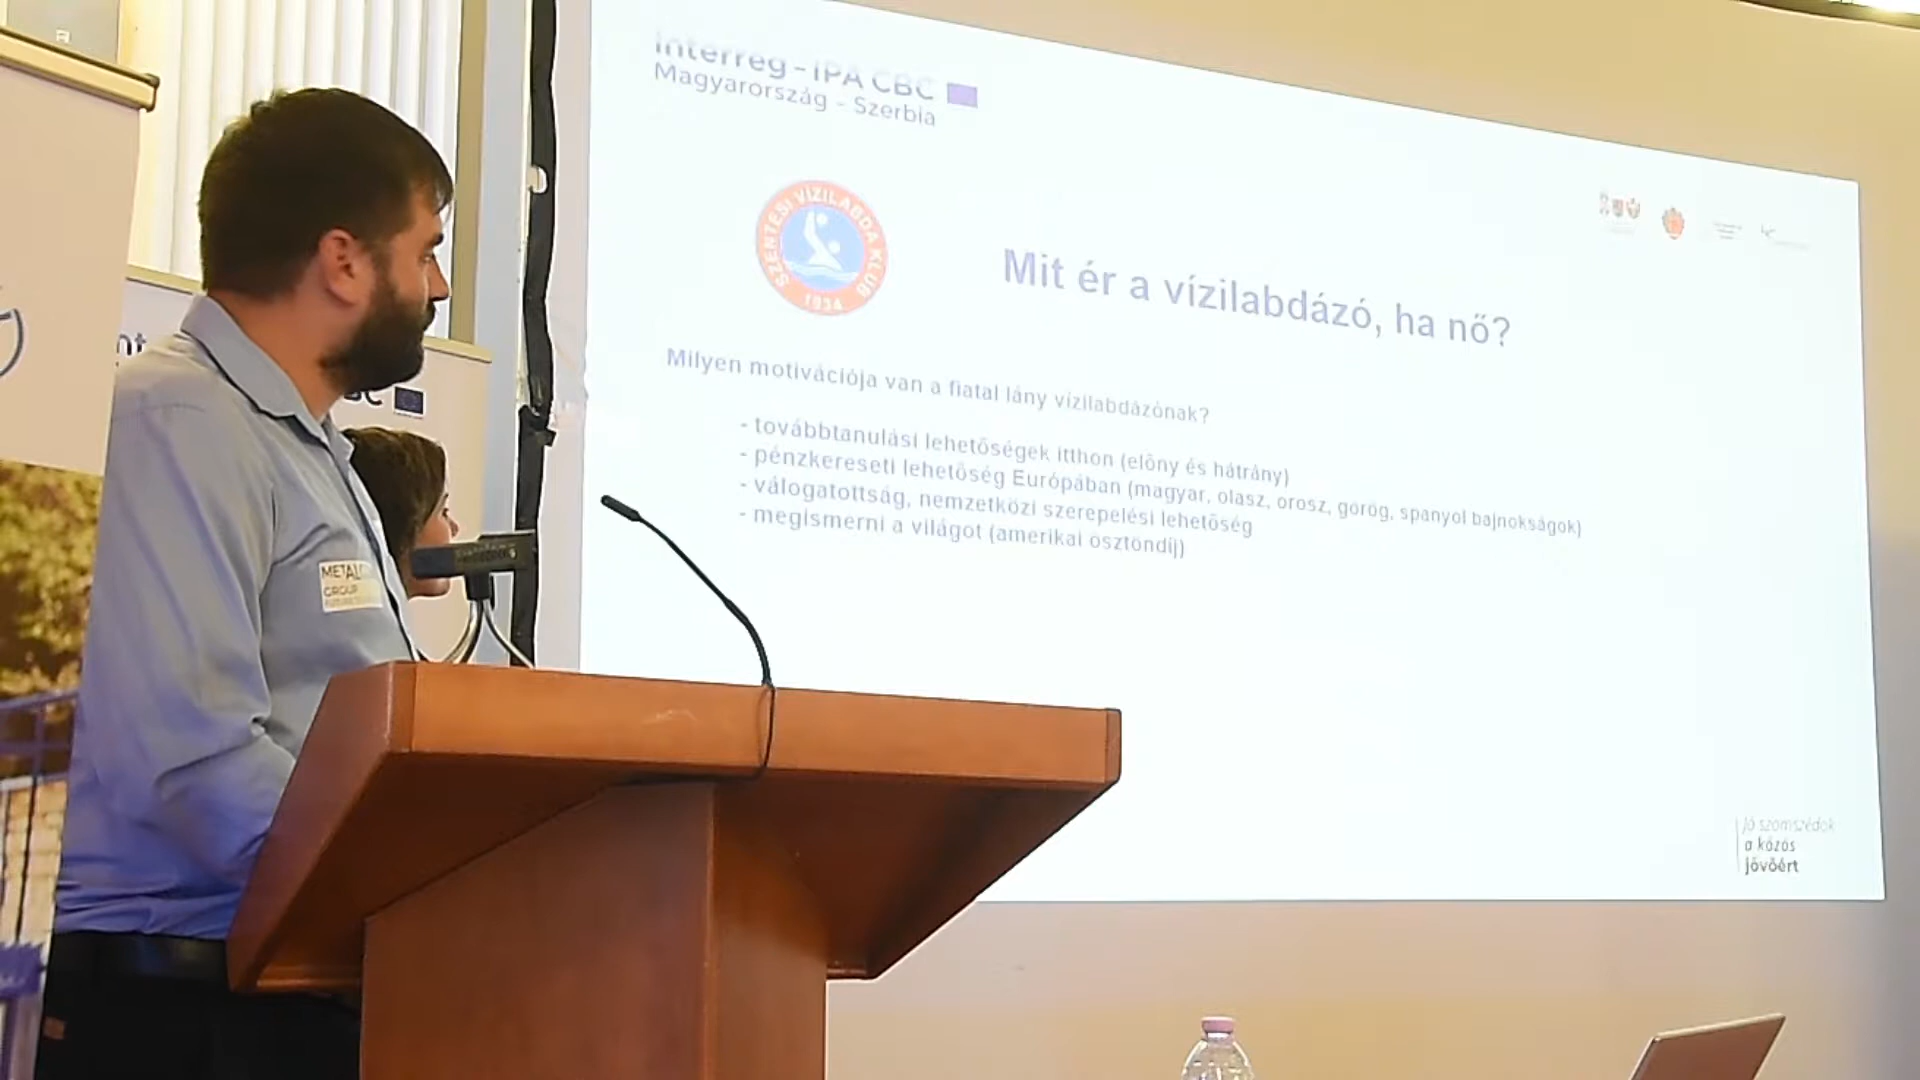 Interreg - IPA CBC
Magyarország - Szerbia
SZENTESI VÍZILABDA KLUB
1934
Mit ér a vízilabdázó, ha nő?
Milyen motivációja van a fiatal lány vízilabdázónak?
- továbbtanulási lehetőségek itthon (előny és hátrány)
- pénzkereseti lehetőség Európában (magyar, olasz, orosz, görög, spanyol bajnokságok)
- válogatottság, nemzetközi szerepelési lehetőség
- megismerni a világot (amerikai ösztöndíj)
Jó szomszédok
a közös
jövőért
METAL
GROUP